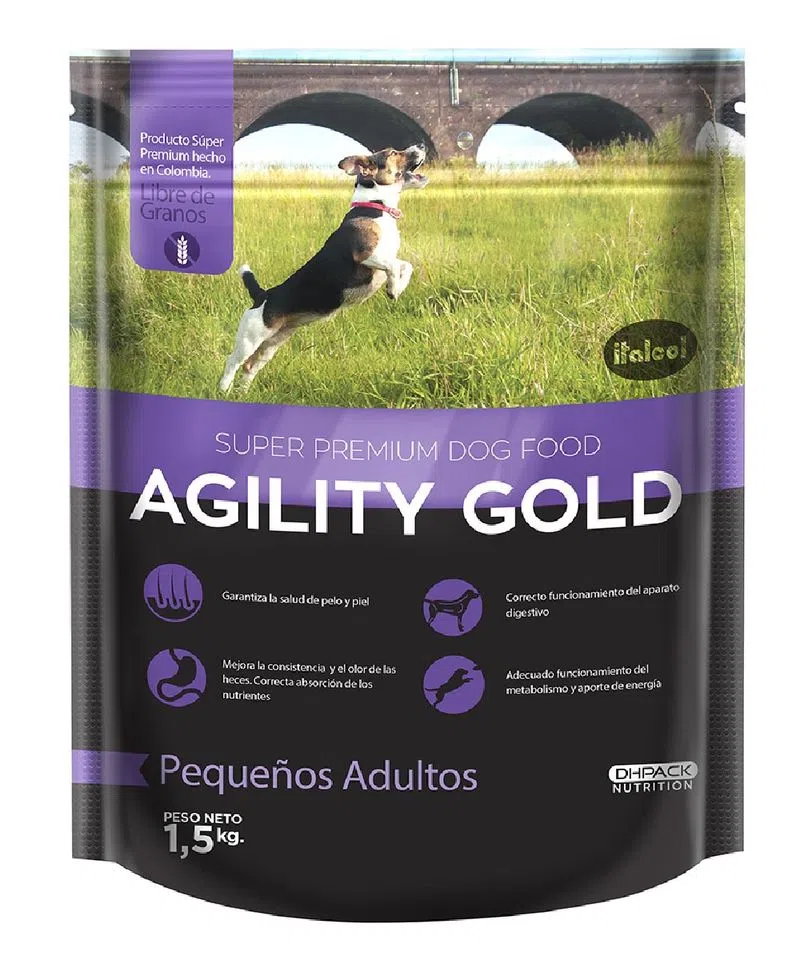 Producto Súper
Premium hecho
en Colombia.
Libre de
Granos
italcol
SUPER PREMIUM DOG FOOD
AGILITY GOLD
Garantiza la salud de pelo y piel
Correcto funcionamiento del aparato
digestivo
Mejora la consistencia y el olor de las
heces. Correcta absorción de los
nutrientes
Adecuado funcionamiento del
metabolismo y aporte de energía
Pequeños Adultos
DHPACK
NUTRITION
PESO NETO
1,5kg.